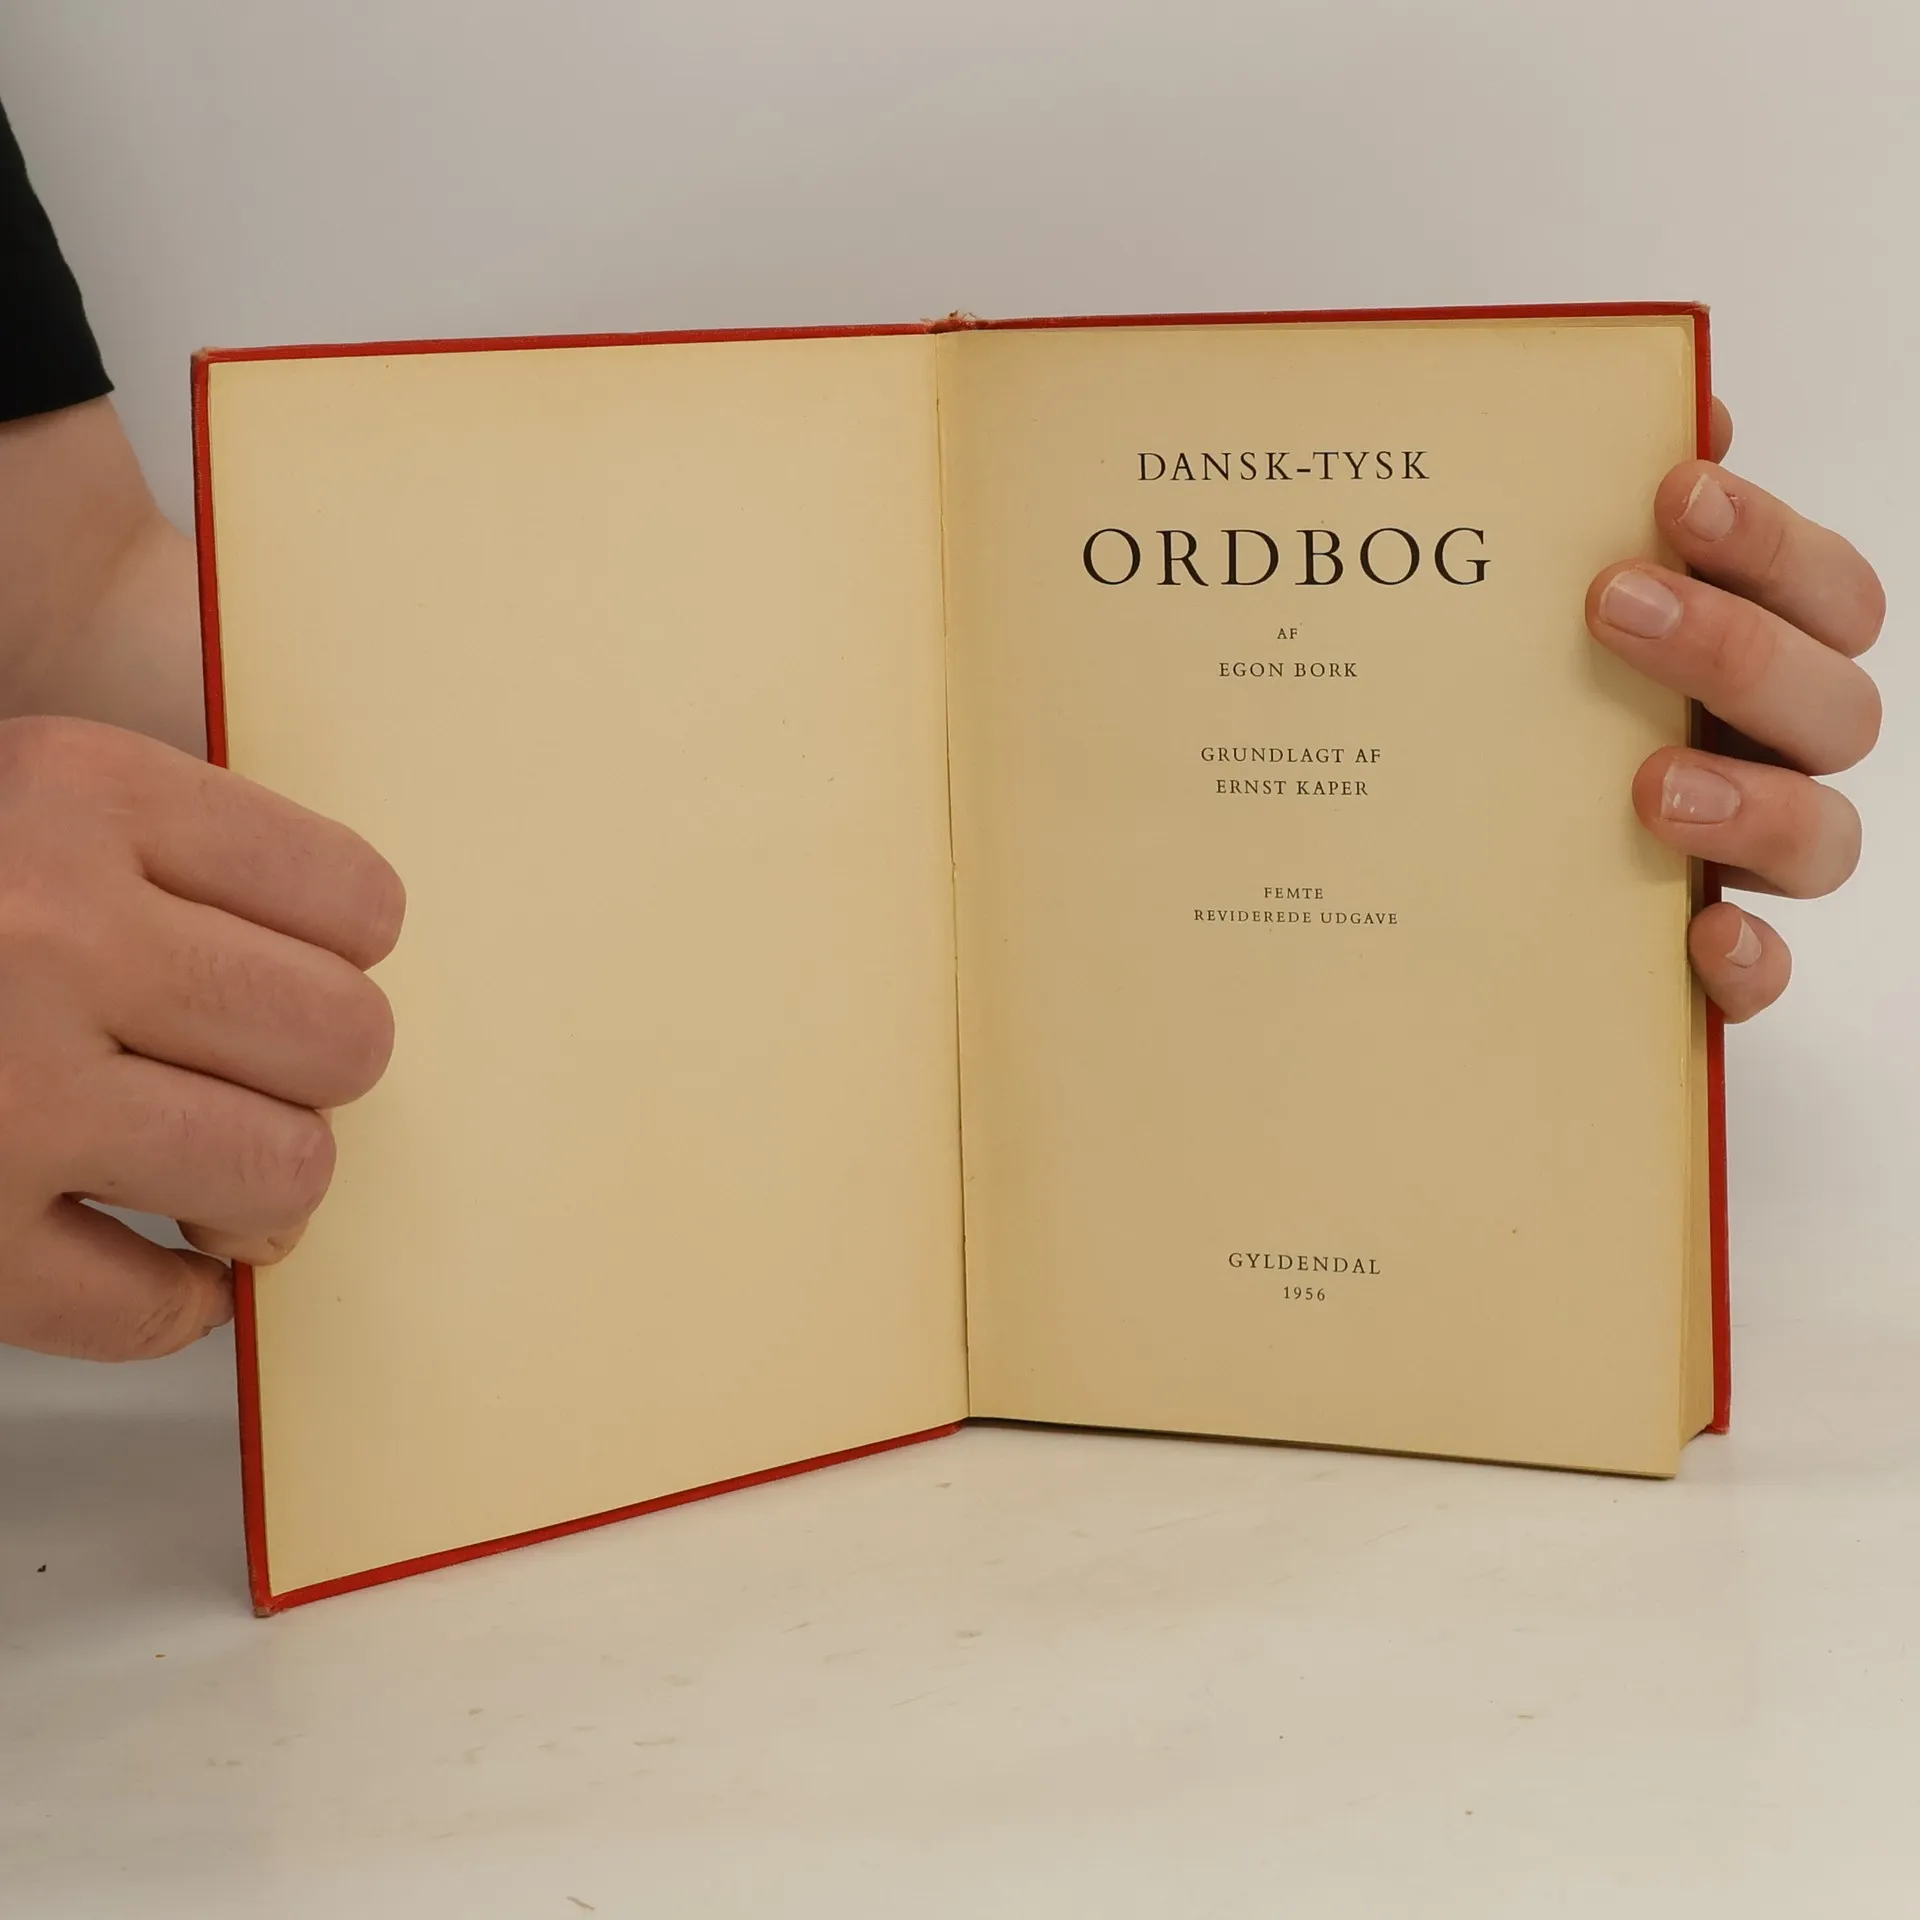 DANSK-TYSK
ORDBOG
AF
EGON BORK
GRUNDLAGT AF
ERNST KAPER
FEMTE
REVIDEREDE UDGAVE
GYLDENDAL
1956